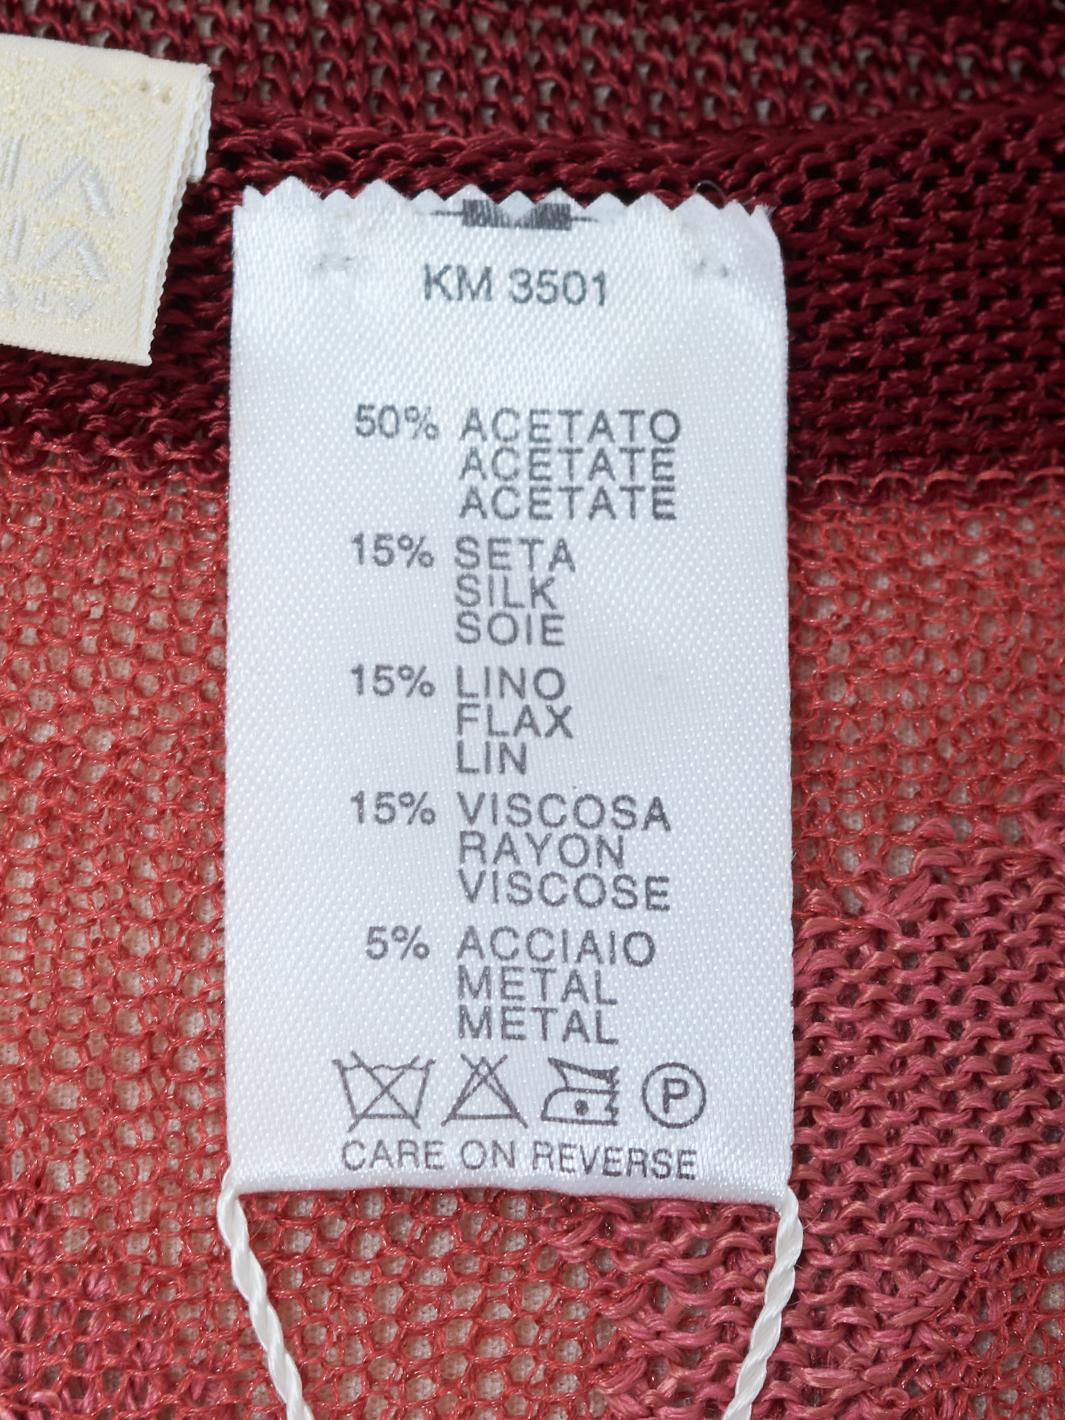 KM 3501
50% ACETATO
ACETATE
ACETATE
15% SETA
SILK
SOIE
15% LINO
FLAX
LIN
15% VISCOSA
RAYON
VISCOSE
5% ACCIAIO
METAL
METAL
P
CARE ON REVERSE